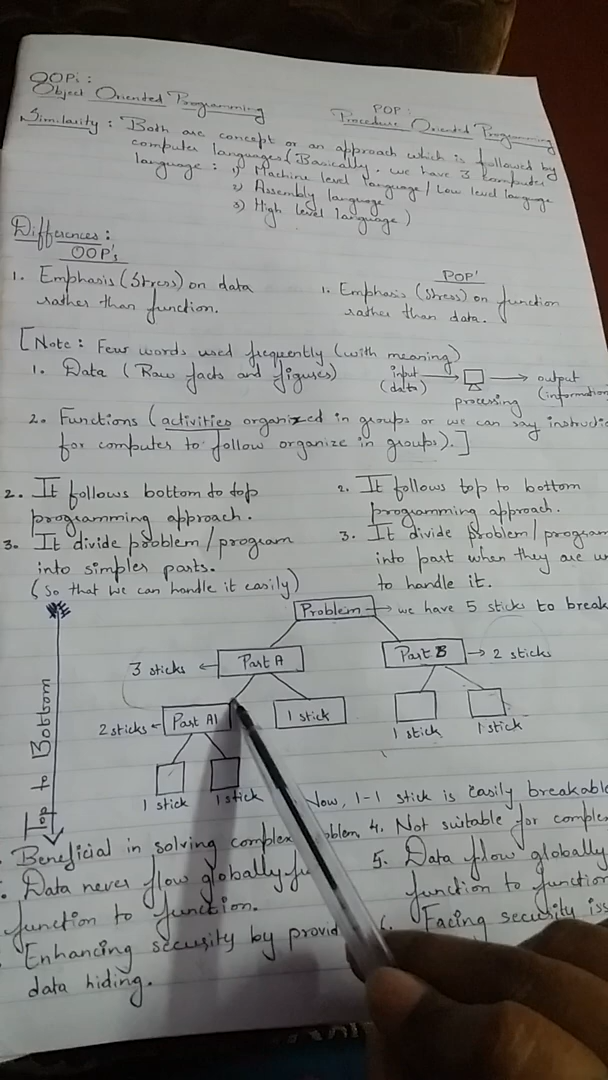 OOPs:
Object Oriented Programming
POP:
Procedure Oriented Programming
Similarity: Both are concept or an approach which is followed by
computer languages (Basically, we have 3 computer
language: 1) Machine level language / Low level language
2) Assembly language
3) High level language)
Differences:
OOP's
POP'
1. Emphasis (Stress) on data
rather than function.
1. Emphasis (stress) on function
rather than data.
[Note: Few words used frequently (with meaning)
1. Data (Raw facts and figures)
input
(data)
processing
output
(information
2. Functions (activities organized in groups or we can say
for computer to follow organize in groups).]
2. It follows bottom to top
programming approach.
2. It follows top to bottom
programming approach.
3. It divide problem / program
into simpler parts.
(So that we can handle it easily)
3. It divide problem / program
into part when they are
to handle it.
Problem → we have 5 sticks to break
3 sticks ← Part A
Part B → 2 sticks
2 sticks ← Part A1
1 stick
1 stick
1 stick
1 stick
1 stick
Top to Bottom
Now, 1-1 stick is easily breakable
Beneficial in solving complex problem
4. Not suitable for
Data never flow globally
function to function.
5. Data flow globally
function to function
Enhancing security by
data hiding.
Facing security